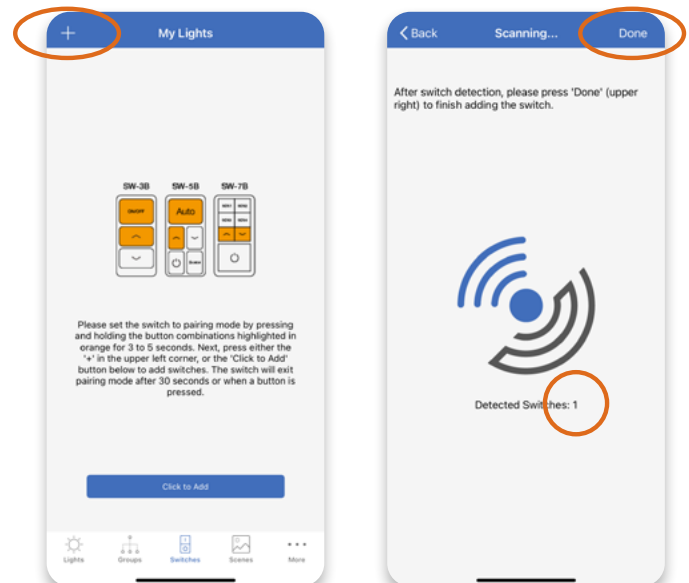 My Lights
SW-3B SW-5B SW-7B
ON/OFF
Auto
Please set the switch to pairing mode by pressing
and holding the button combinations highlighted in
orange for 3 to 5 seconds. Next, press either the
'+' in the upper left corner, or the 'Click to Add'
button below to add switches. The switch will exit
pairing mode after 30 seconds or when a button is
pressed.
Click to Add
Lights Groups Switches Scenes More
Back Scanning... Done
After switch detection, please press 'Done' (upper
right) to finish adding the switch.
Detected Switches: 1